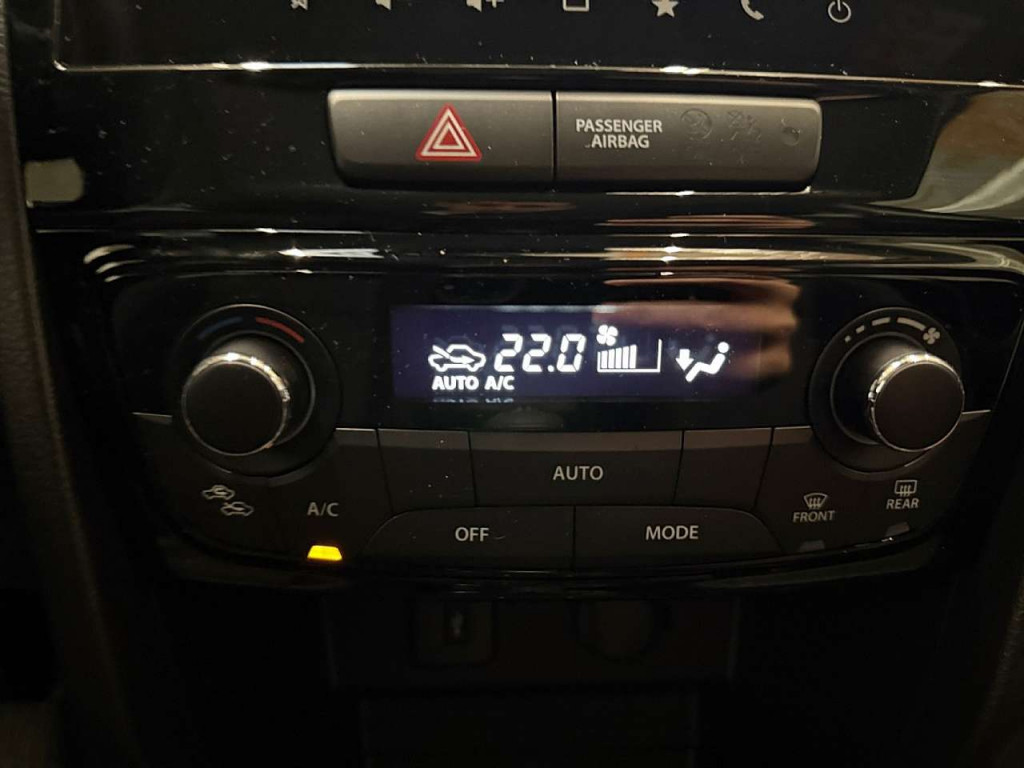 PASSENGER
AIRBAG
22.0
AUTO A/C
AUTO
A/C
OFF
MODE
FRONT
REAR